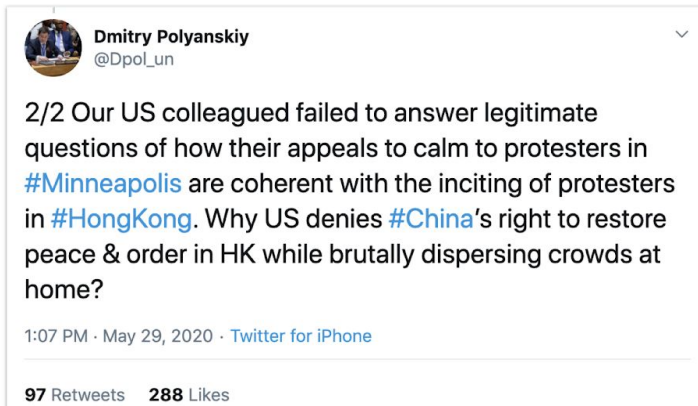 Dmitry Polyanskiy
@Dpol_un
2/2 Our US colleagued failed to answer legitimate
questions of how their appeals to calm to protesters in
#Minneapolis are coherent with the inciting of protesters
in #HongKong. Why US denies #China's right to restore
peace & order in HK while brutally dispersing crowds at
home?
1:07 PM · May 29, 2020 · Twitter for iPhone
97 Retweets 288 Likes